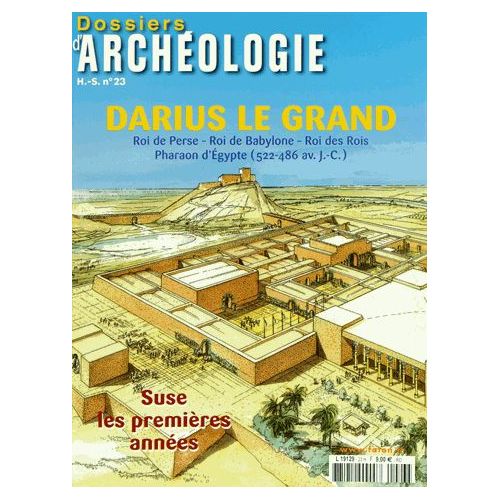 Dossiers
d'ARCHÉOLOGIE
H.-S. n°23
DARIUS LE GRAND
Roi de Perse - Roi de Babylone - Roi des Rois
Pharaon d'Égypte (522-486 av. J.-C.)
Suse
les premières
années